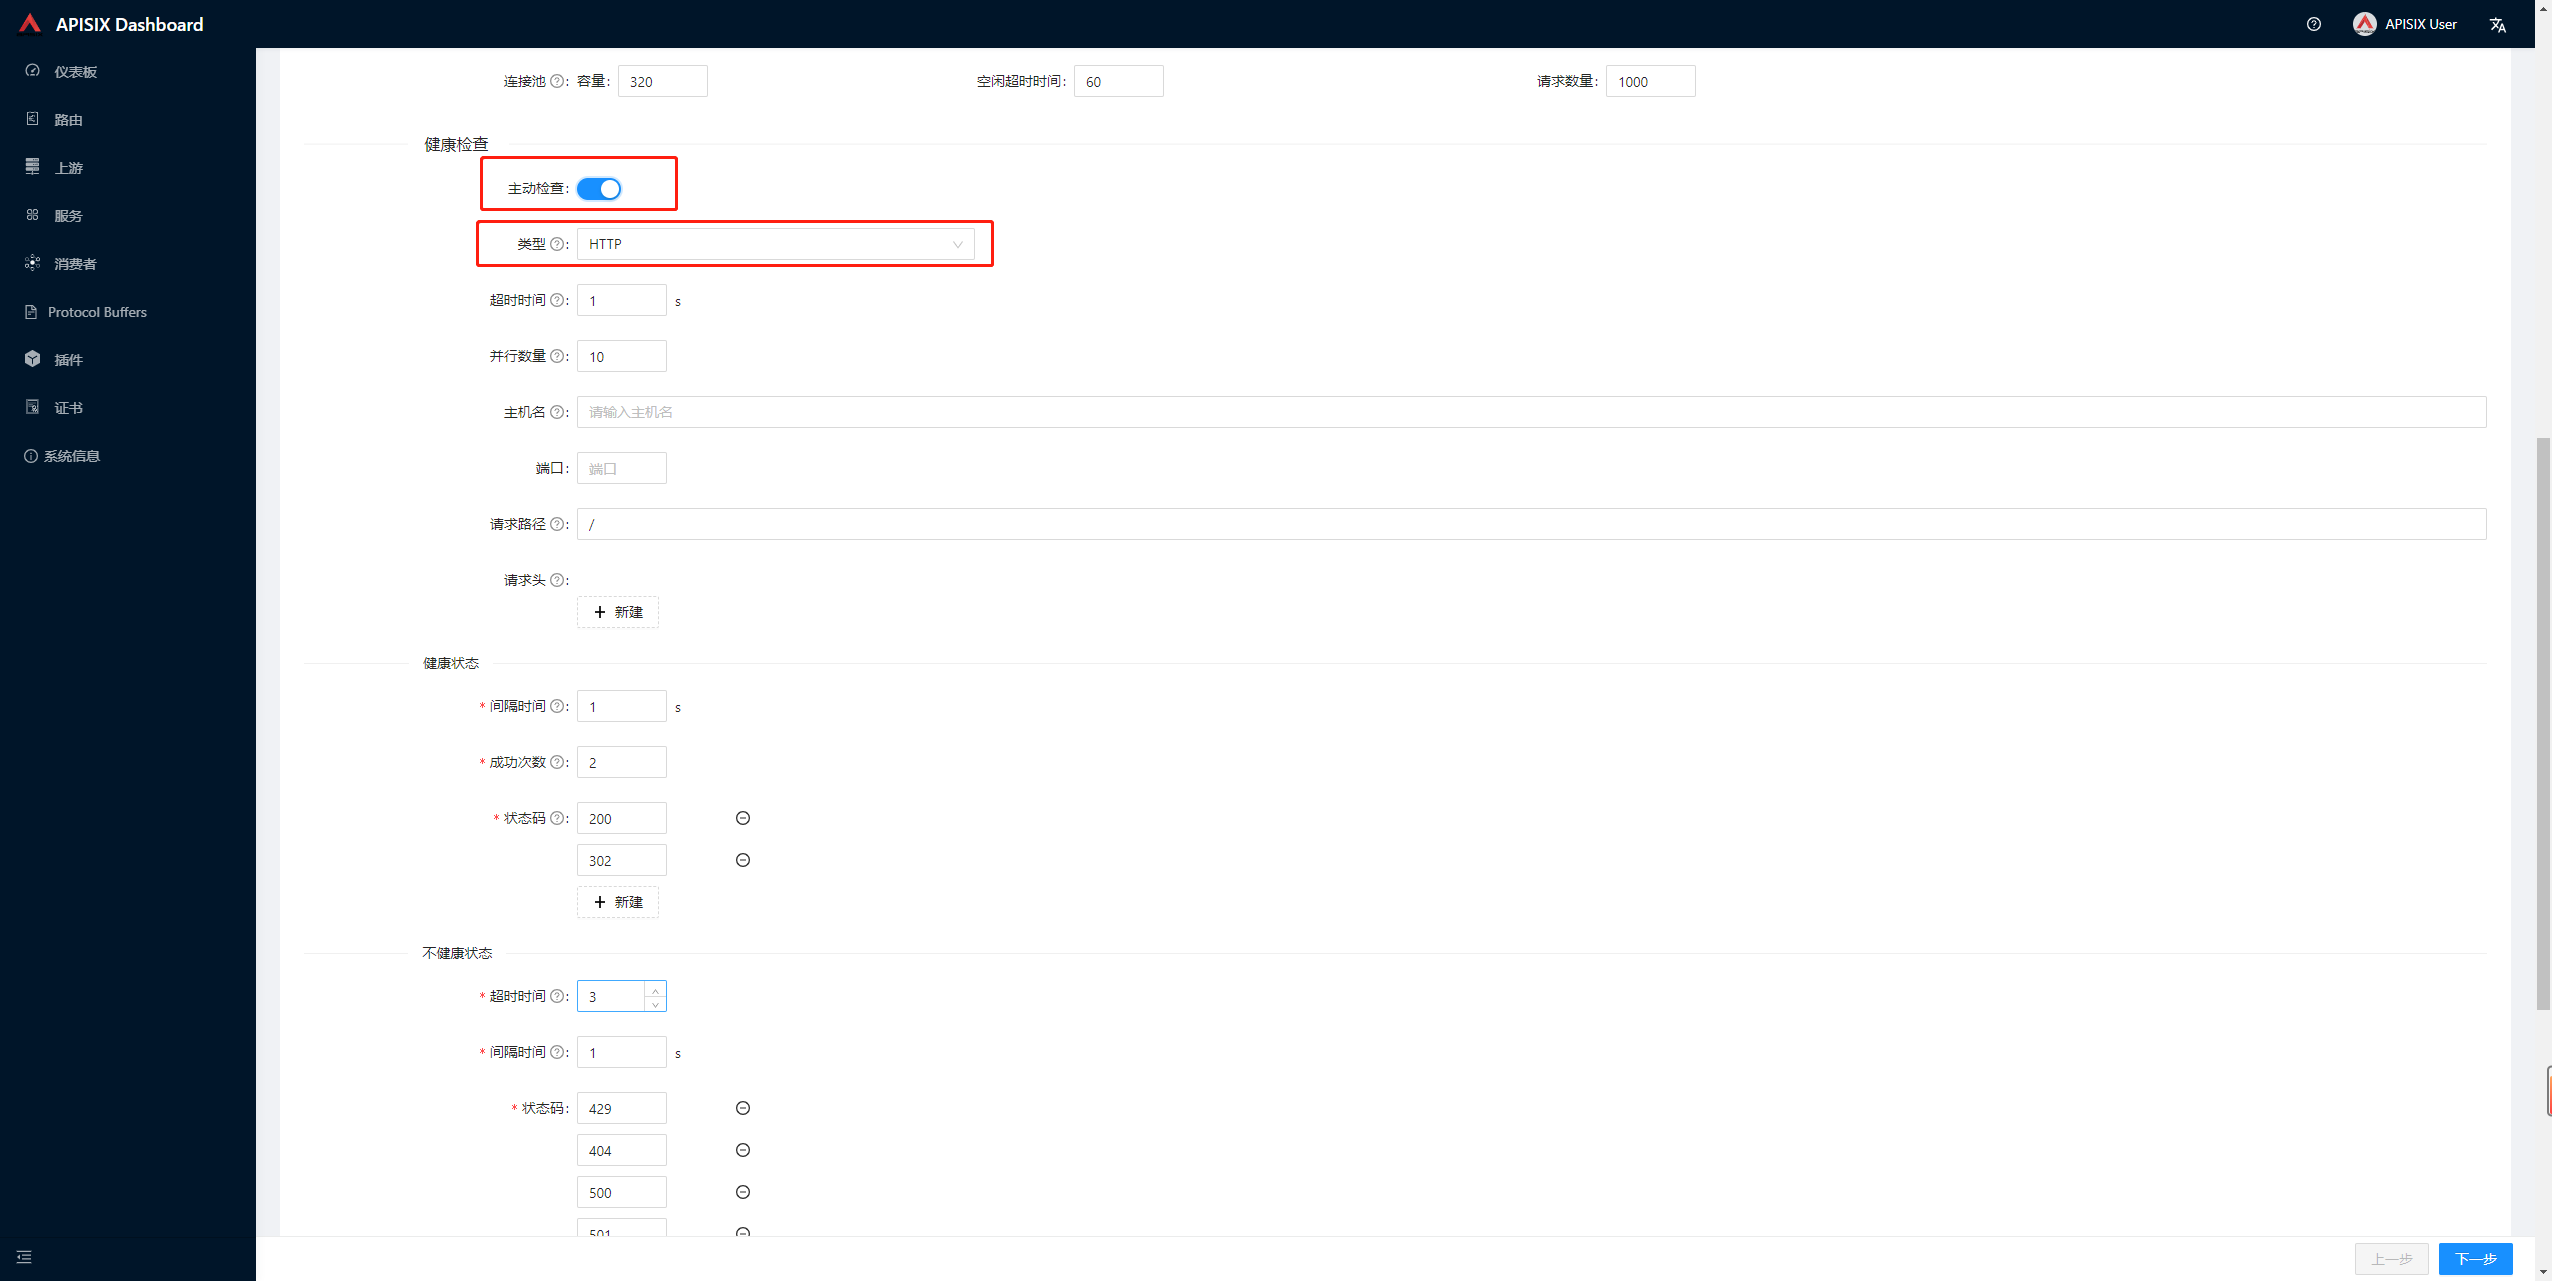 APISIX Dashboard
APISIX User
仪表板
路由
上游
服务
消费者
Protocol Buffers
插件
证书
系统信息
连接池 : 容量: 320 空闲超时时间: 60 请求数量: 1000
健康检查
主动检查:
类型 : HTTP
超时时间 : 1 s
并行数量 : 10
主机名 : 请输入主机名
端口: 端口
请求路径 : /
请求头 :
+ 新建
健康状态
* 间隔时间 : 1 s
* 成功次数 : 2
* 状态码 : 200
302
+ 新建
不健康状态
* 超时时间 : 3
* 间隔时间 : 1 s
* 状态码: 429
404
500
501
上一步 下一步